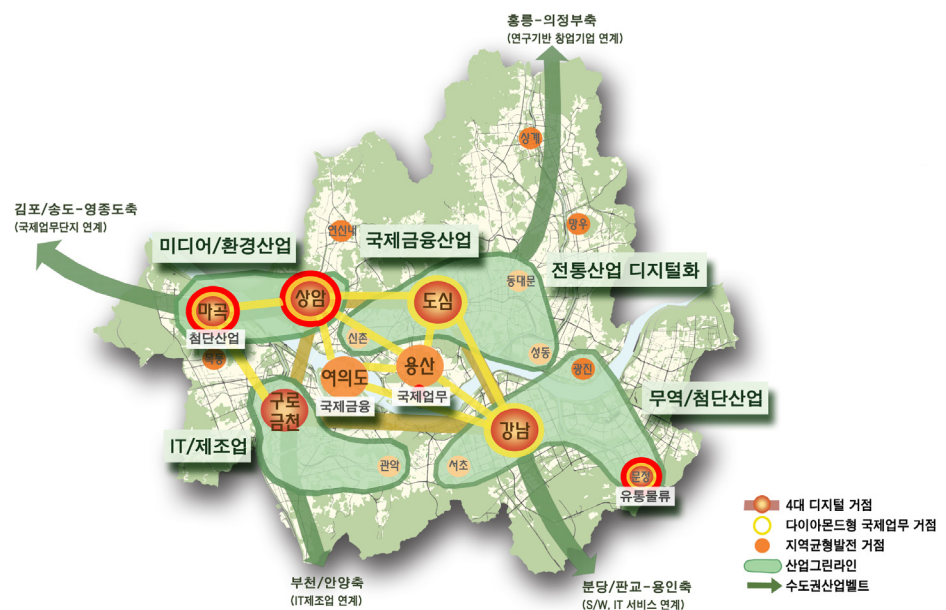 홍릉-의정부축
(연구기반 창업기업 연계)
상계
김포/송도-영종도축
(국제업무단지 연계)
미디어/환경산업
연신내
국제금융산업
망우
전통산업 디지털화
동대문
마곡
첨단산업
상암
도심
신촌
성동
목동
여의도
국제금융
용산
국제업무
광진
구로
금천
무역/첨단산업
강남
IT/제조업
관악
서초
문정
유통물류
4대 디지털 거점
다이아몬드형 국제업무 거점
지역균형발전 거점
산업그린라인
수도권산업벨트
부천/안양축
(IT제조업 연계)
분당/판교-용인축
(S/W, IT 서비스 연계)